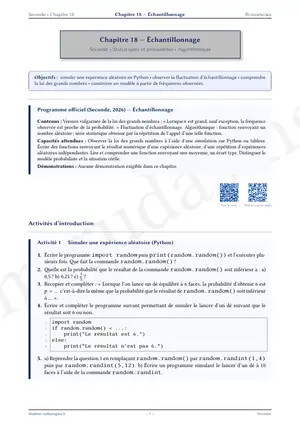 Seconde • Chapitre 18
Chapitre 18 — Échantillonnage
Chapitre 18 — Échantillonnage
Seconde • Statistiques et probabilités • Algorithmique
Objectifs : simuler une expérience aléatoire en Python • observer la fluctuation d'échantillonnage • comprendre
la loi des grands nombres • construire un modèle à partir de fréquences observées.
Programme officiel (Seconde, 2026) — Échantillonnage
Contenus : Version vulgarisée de la loi des grands nombres : « Lorsque n est grand, sauf exception, la fréquence
observée est proche de la probabilité. » Fluctuation d'échantillonnage. Algorithmique : fonction renvoyant un
nombre aléatoire ; série statistique obtenue par la répétition de l'appel d'une telle fonction.
Capacités attendues : Observer la loi des grands nombres à l'aide d'une simulation sur Python ou tableur.
Écrire des fonctions renvoyant le résultat numérique d'une expérience aléatoire, d'une répétition d'expériences
aléatoires indépendantes. Lire et comprendre une fonction renvoyant une moyenne, un écart type. Distinguer le
modèle probabiliste et la situation réelle.
Démonstrations : Aucune démonstration exigible dans ce chapitre.
Activités d'introduction
Activité 1 Simuler une expérience aléatoire (Python)
1. Écrire le programme import random puis print(random.random()) et l'exécuter plu-
sieurs fois. Que fait la commande random.random() ?
2. Quelle est la probabilité que le résultat de la commande random.random() soit inférieur à : a)
0,5 ? b) 0,25 ? c)
3. Recopier et compléter : « Lorsque l'on lance un dé équilibré à 6 faces, la probabilité d'obtenir 6 est
p = ... c'est-à-dire la même que la probabilité que le résultat de random.random() soit inférieur
à ... »
4. Écrire et compléter le programme suivant permettant de simuler le lancer d'un dé suivant que le
résultat soit 6 ou non.
import random
if random.random() < ...:
print("Le résultat est 6.")
else:
print("Le résultat n'est pas 6.")
5. a) Reprendre la question 1 en remplaçant random.random() par random.randint(1,4)
puis par random.randint(5,12). b) Écrire un programme simulant le lancer d'un dé à 10
faces à l'aide de la commande random.randint.
- 1 -